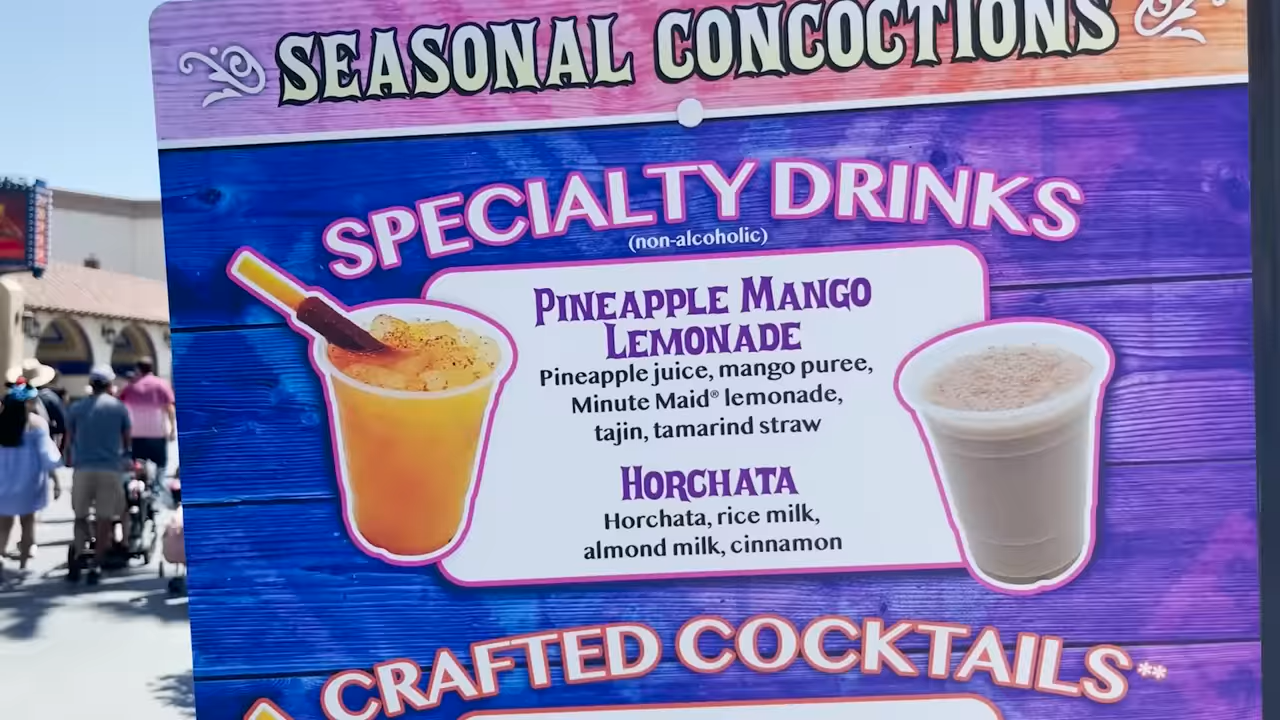 SEASONAL CONCOCTIONS
SPECIALTY DRINKS
(non-alcoholic)
PINEAPPLE MANGO
LEMONADE
Pineapple juice, mango puree,
Minute Maid® lemonade,
tajin, tamarind straw
HORCHATA
Horchata, rice milk,
almond milk, cinnamon
CRAFTED COCKTAILS**